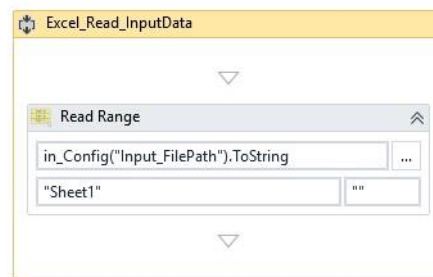 Excel_Read_InputData
Read Range
in_Config("Input_FilePath").ToString
...
"Sheet1"
""